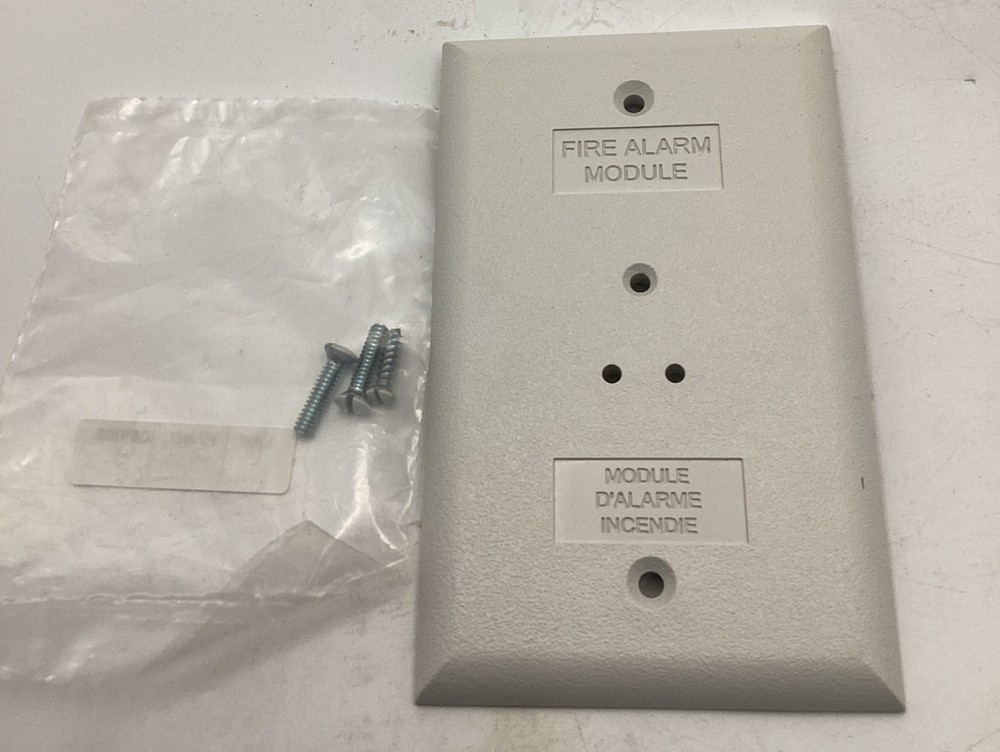 FIRE ALARM
MODULE
MODULE
D'ALARME
INCENDIE